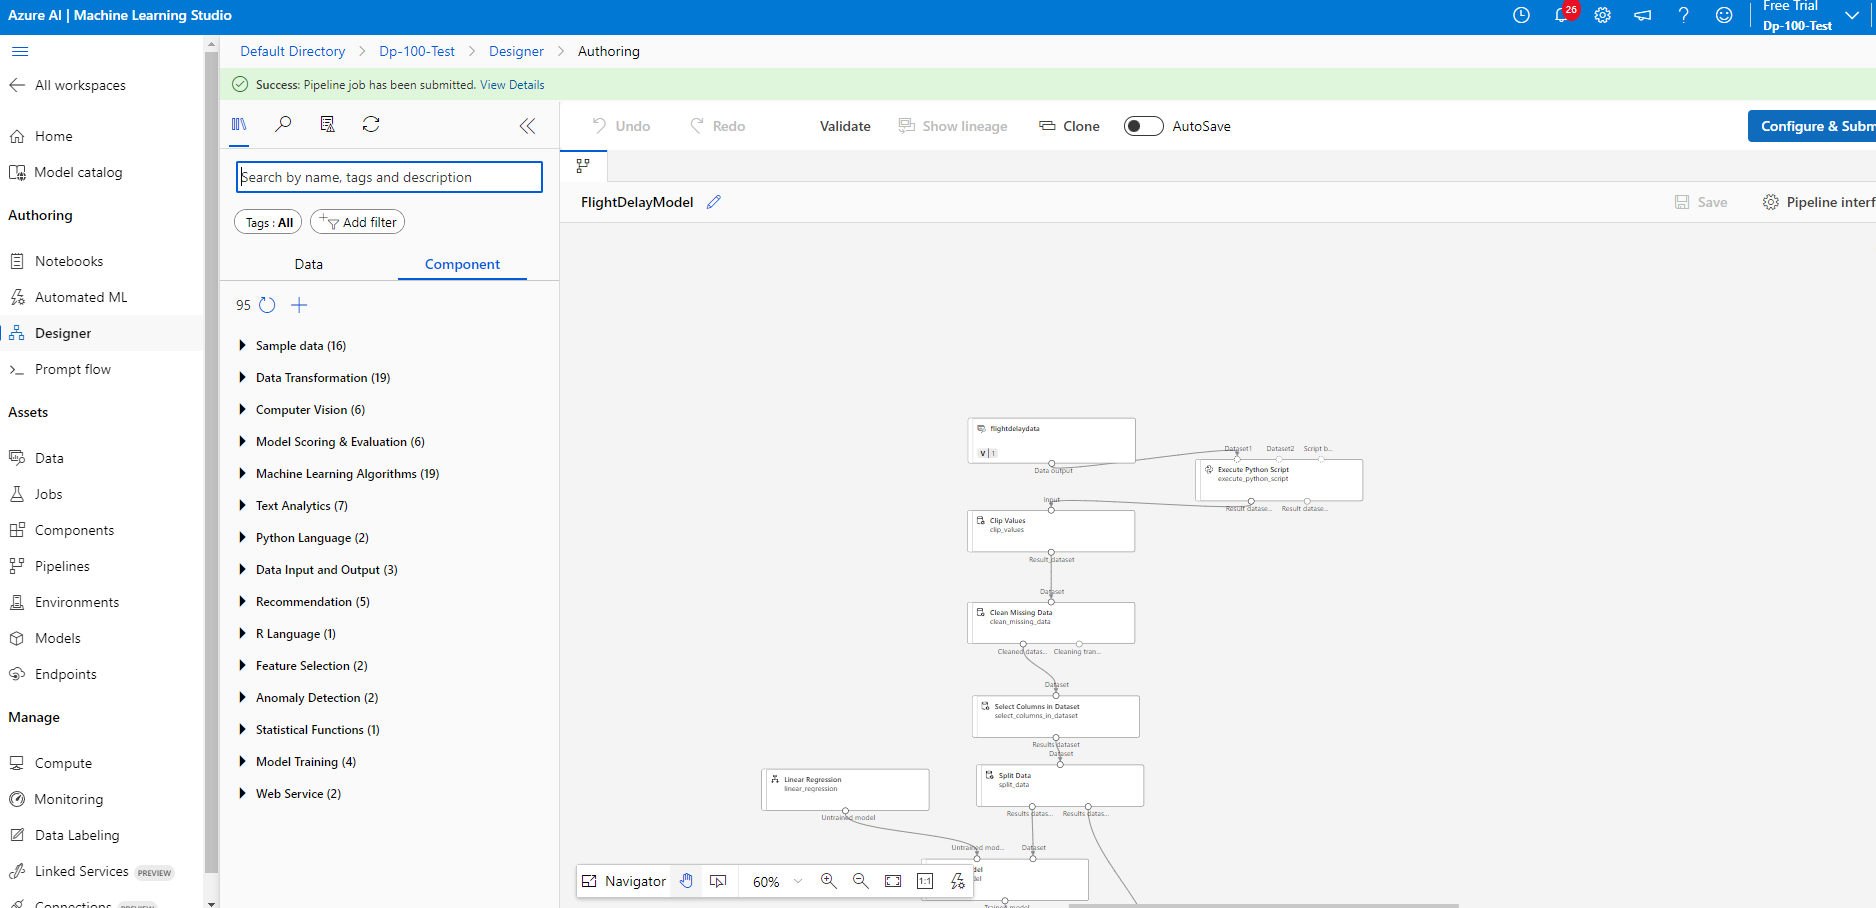 Azure AI | Machine Learning Studio
26
Free Trial
Dp-100-Test
All workspaces
Home
Model catalog
Authoring
Notebooks
Automated ML
Designer
Prompt flow
Assets
Data
Jobs
Components
Pipelines
Environments
Models
Endpoints
Manage
Compute
Monitoring
Data Labeling
Linked Services PREVIEW
Connections PREVIEW
Default Directory > Dp-100-Test > Designer > Authoring
Success: Pipeline job has been submitted. View Details
Search by name, tags and description
Tags : All
Add filter
Data
Component
95
Sample data (16)
Data Transformation (19)
Computer Vision (6)
Model Scoring & Evaluation (6)
Machine Learning Algorithms (19)
Text Analytics (7)
Python Language (2)
Data Input and Output (3)
Recommendation (5)
R Language (1)
Feature Selection (2)
Anomaly Detection (2)
Statistical Functions (1)
Model Training (4)
Web Service (2)
Undo
Redo
Validate
Show lineage
Clone
AutoSave
Configure & Subm
FlightDelayModel
Save
Pipeline interf
flightdelaydata
V | 1
Data output
Dataset1
Dataset2
Script b...
Execute Python Script
execute_python_script
Result datase...
Result datase...
Input
Clip Values
clip_values
Result_dataset
Dataset
Clean Missing Data
clean_missing_data
Cleaned datas...
Cleaning tran...
Dataset
Select Columns in Dataset
select_columns_in_dataset
Results dataset
Dataset
Split Data
split_data
Results datas...
Results datas...
Linear Regression
linear_regression
Untrained model
Untrained mod...
Dataset
del
del
Trained model
Navigator
60%
1:1